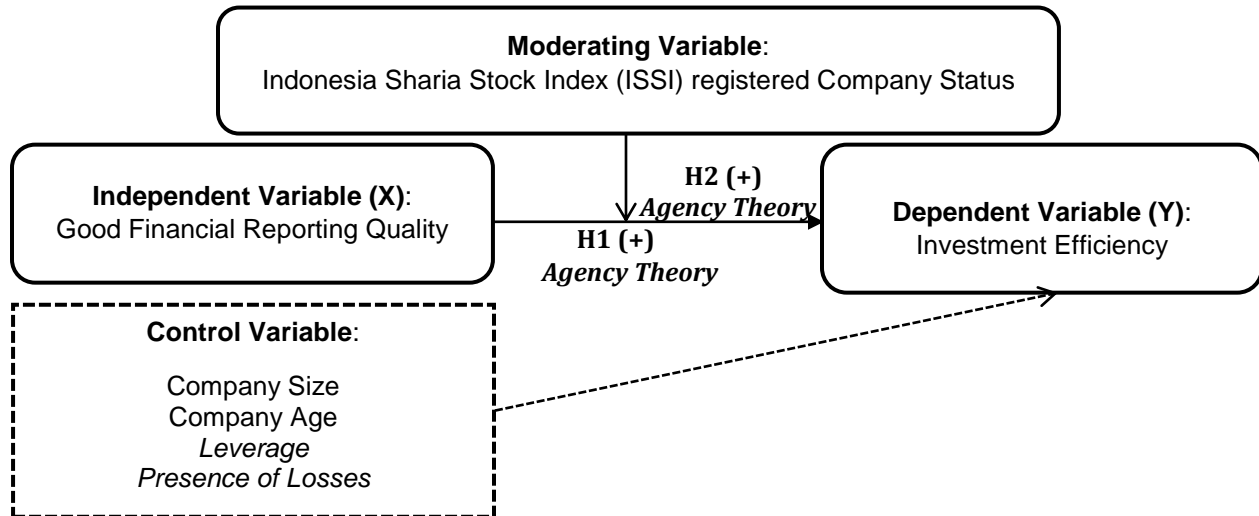 Moderating Variable:
Indonesia Sharia Stock Index (ISSI) registered Company Status
Independent Variable (X):
Good Financial Reporting Quality
H2 (+)
Agency Theory
H1 (+)
Agency Theory
Dependent Variable (Y):
Investment Efficiency
Control Variable:
Company Size
Company Age
Leverage
Presence of Losses